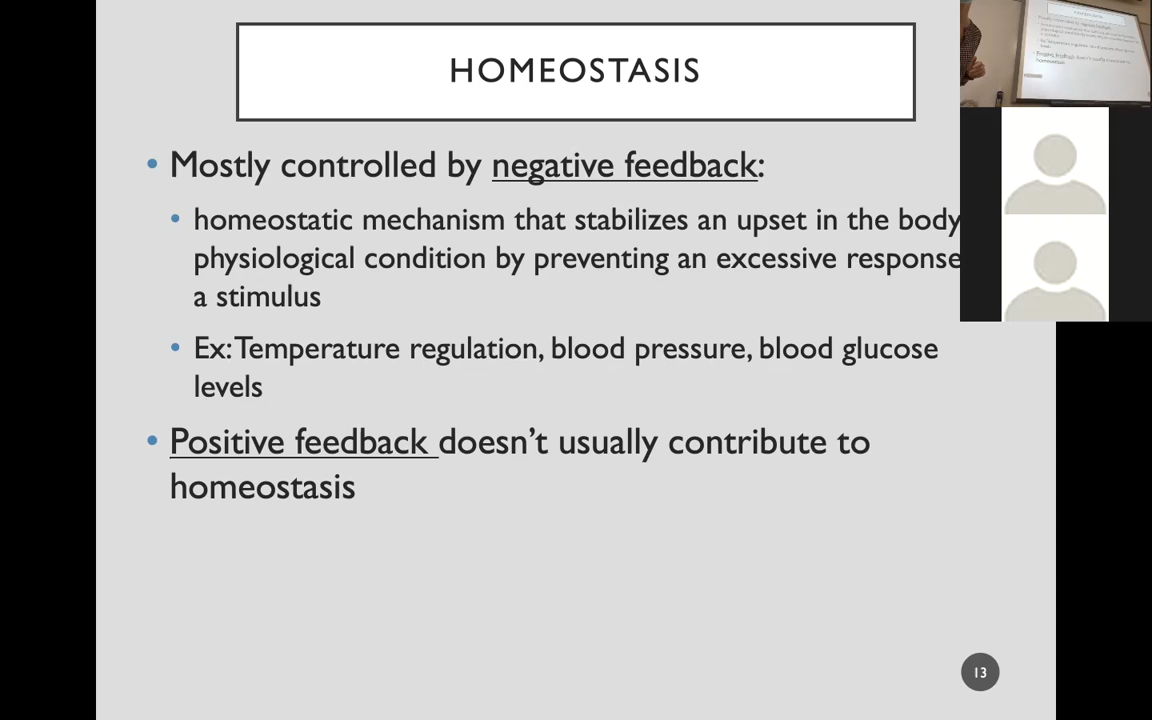 HOMEOSTASIS
• Mostly controlled by negative feedback:
• homeostatic mechanism that stabilizes an upset in the body
physiological condition by preventing an excessive response
a stimulus
• Ex: Temperature regulation, blood pressure, blood glucose
levels
• Positive feedback doesn’t usually contribute to
homeostasis
13